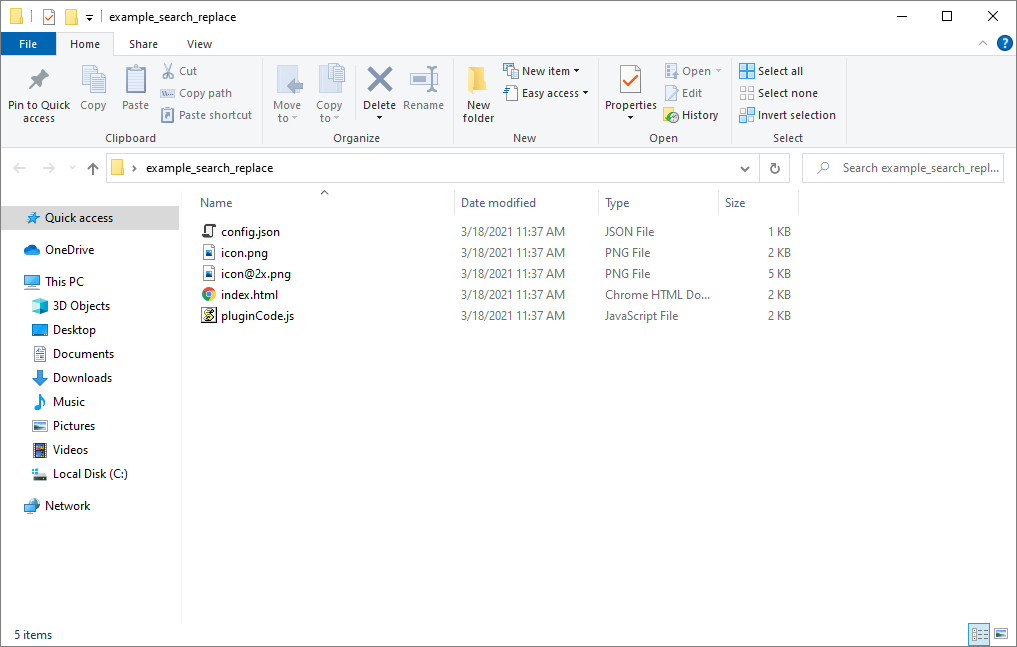 example_search_replace
File Home Share View
Pin to Quick access
Copy
Paste
Cut
Copy path
Paste shortcut
Clipboard
Move to
Copy to
Delete
Rename
Organize
New folder
New item
Easy access
New
Properties
Open
Edit
History
Open
Select all
Select none
Invert selection
Select
example_search_replace
Search example_search_repl...
Quick access
OneDrive
This PC
3D Objects
Desktop
Documents
Downloads
Music
Pictures
Videos
Local Disk (C:)
Network
Name Date modified Type Size
config.json 3/18/2021 11:37 AM JSON File 1 KB
icon.png 3/18/2021 11:37 AM PNG File 2 KB
icon@2x.png 3/18/2021 11:37 AM PNG File 5 KB
index.html 3/18/2021 11:37 AM Chrome HTML Do... 2 KB
pluginCode.js 3/18/2021 11:37 AM JavaScript File 2 KB
5 items